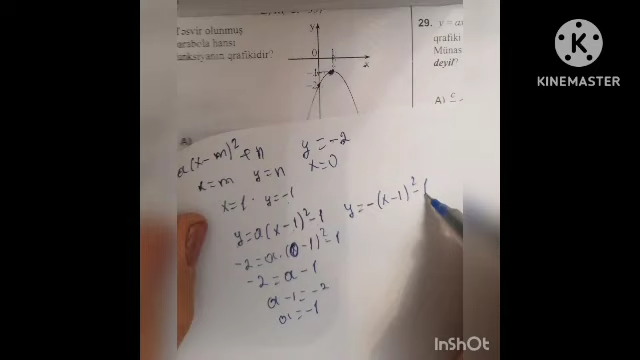 Təsvir olunmuş
parabola hansı
funksiyanın qrafikidir?
y
0
1
x
-1
-2
29. y = ax
qrafiki
Münas
deyil?
A) c
A)
a(x-m)²+n
y=-2
x=m y=n
x=0
x=1. y=-1
y=a(x-1)²-1
y=-(x-1)²-1
-2=a.(0-1)²-1
-2=a-1
a-1=-2
a=-1
KINEMASTER
InShOt